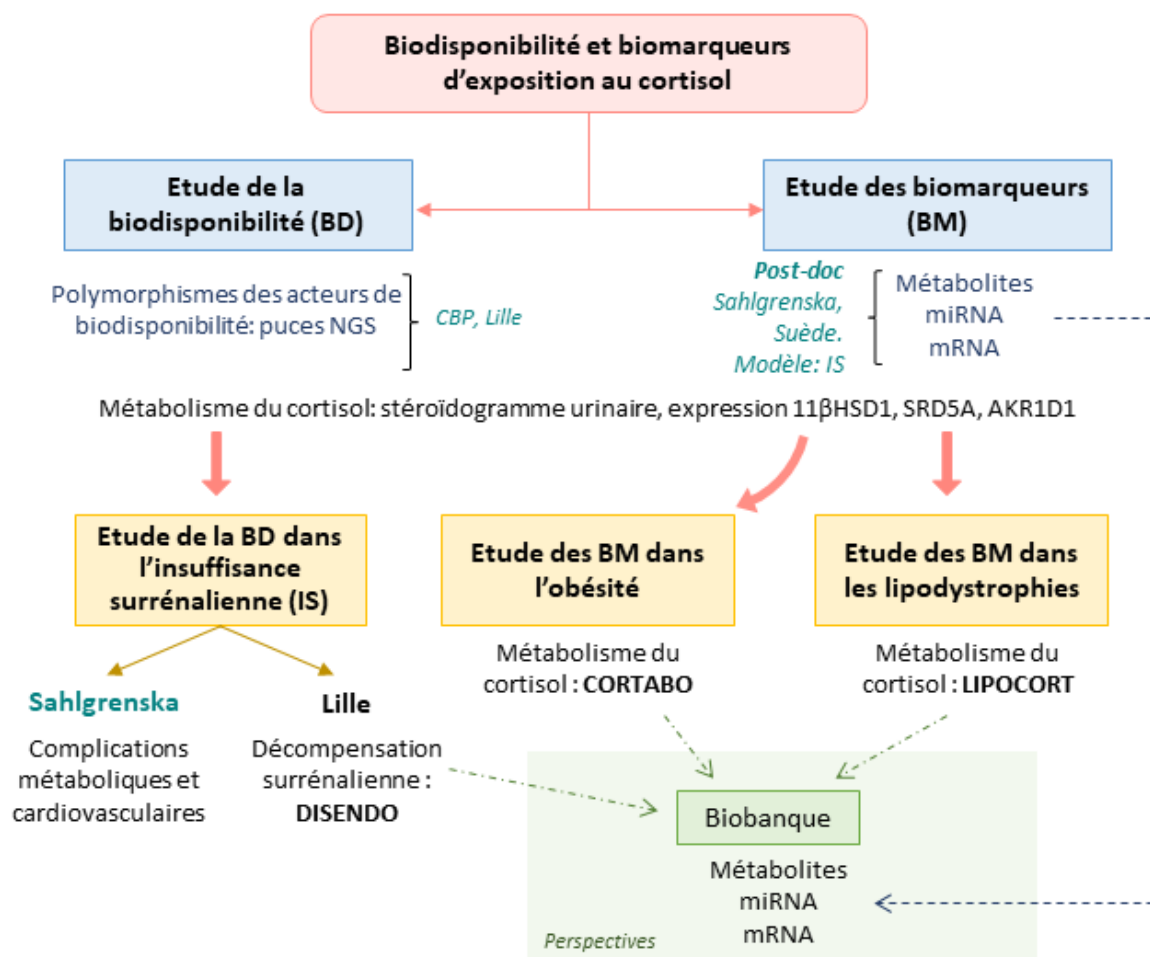 Biodisponibilité et biomarqueurs
d’exposition au cortisol
Etude de la
biodisponibilité (BD)
Etude des biomarqueurs
(BM)
Polymorphismes des acteurs de
biodisponibilité: puces NGS
CBP, Lille
Post-doc
Sahlgrenska,
Suède.
Modèle: IS
Métabolites
miRNA
mRNA
Métabolisme du cortisol: stéroïdogramme urinaire, expression 11βHSD1, SRD5A, AKR1D1
Etude de la BD dans
l’insuffisance
surrénalienne (IS)
Etude des BM dans
l’obésité
Etude des BM dans
les lipodystrophies
Sahlgrenska
Complications
métaboliques et
cardiovasculaires
Lille
Décompensation
surrénalienne :
DISENDO
Métabolisme du
cortisol : CORTABO
Métabolisme du
cortisol : LIPOCORT
Biobanque
Métabolites
miRNA
mRNA
Perspectives